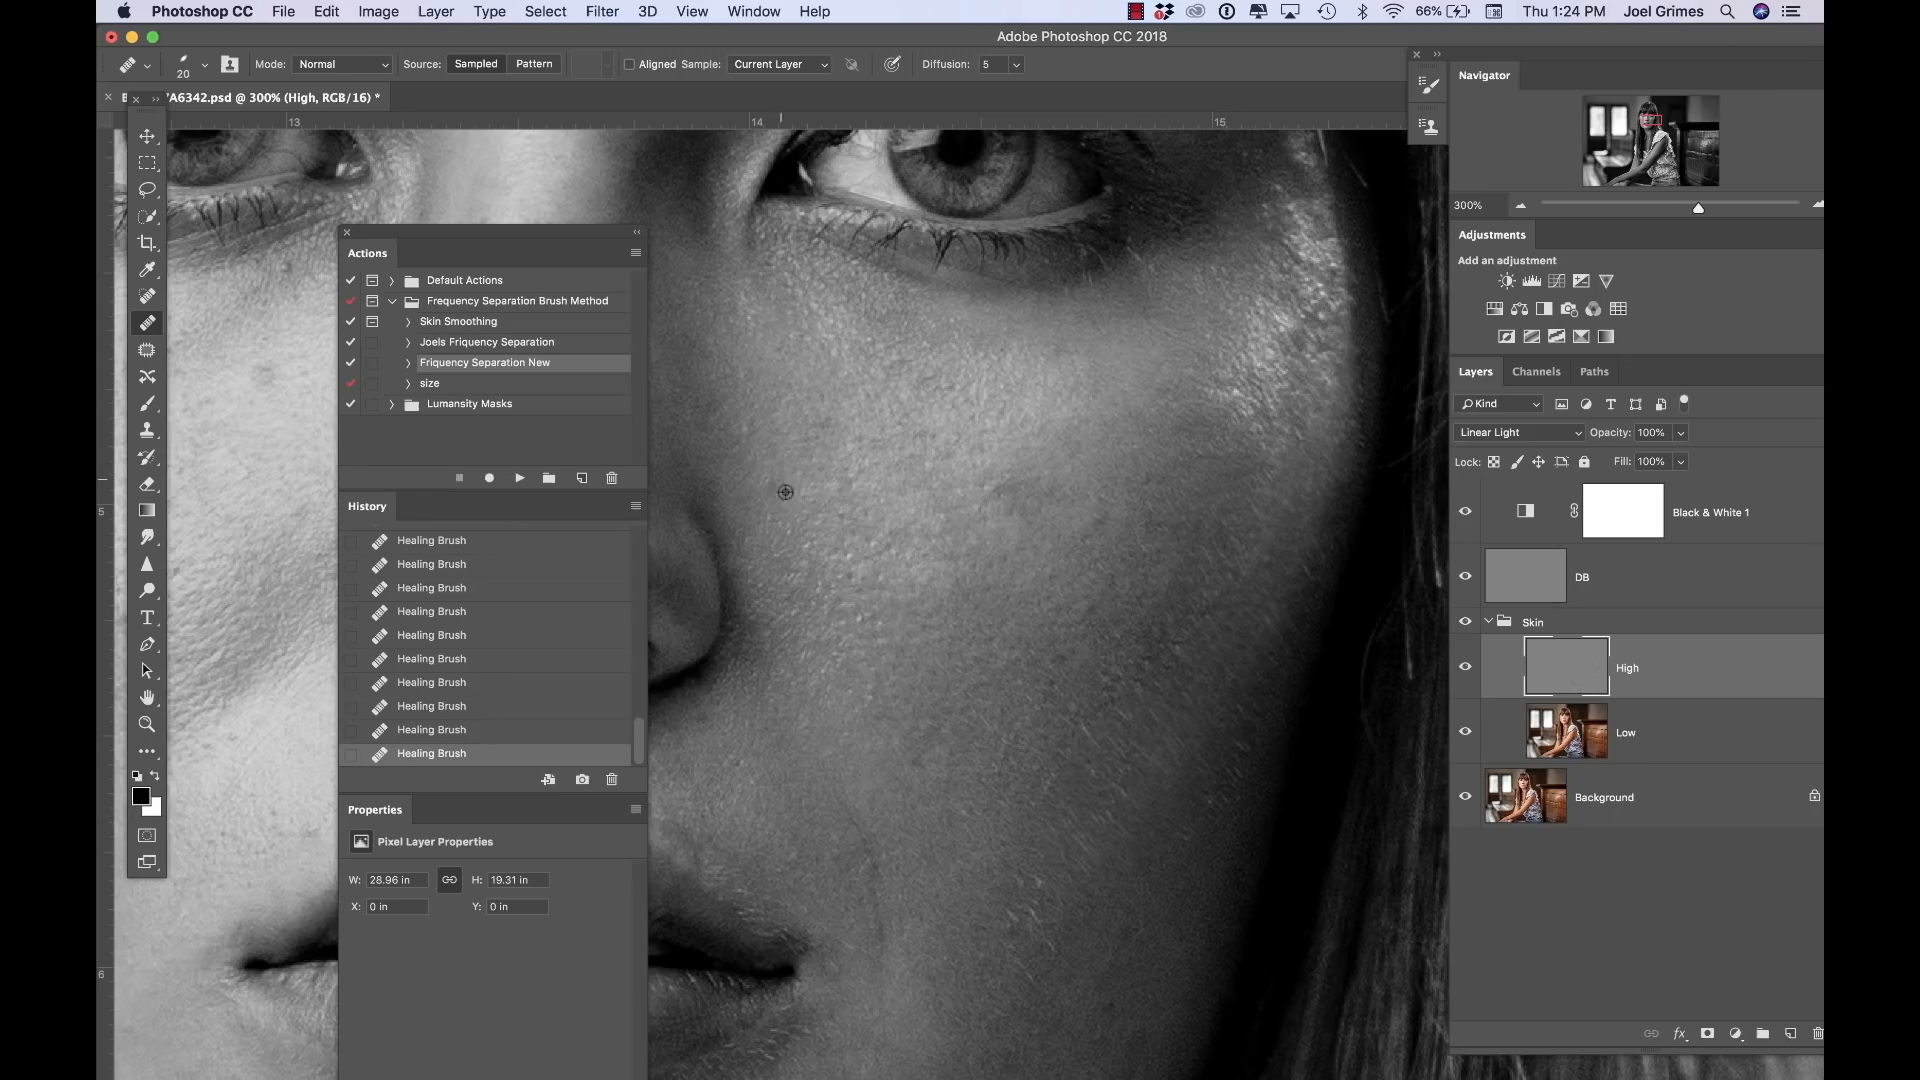 Photoshop CC File Edit Image Layer Type Select Filter 3D View Window Help 1 66% Thu 1:24 PM Joel Grimes
Adobe Photoshop CC 2018
20 Mode: Normal Source: Sampled Pattern Aligned Sample: Current Layer Diffusion: 5
A6342.psd @ 300% (High, RGB/16) *
13 14 15
5
6
Actions
Default Actions
Frequency Separation Brush Method
Skin Smoothing
Joels Friquency Separation
Friquency Separation New
size
Lumansity Masks
History
Healing Brush
Healing Brush
Healing Brush
Healing Brush
Healing Brush
Healing Brush
Healing Brush
Healing Brush
Healing Brush
Healing Brush
Properties
Pixel Layer Properties
W: 28.96 in H: 19.31 in
X: 0 in Y: 0 in
Navigator
300%
Adjustments
Add an adjustment
Layers Channels Paths
Kind
Linear Light Opacity: 100%
Lock: Fill: 100%
Black & White 1
DB
Skin
High
Low
Background
fx